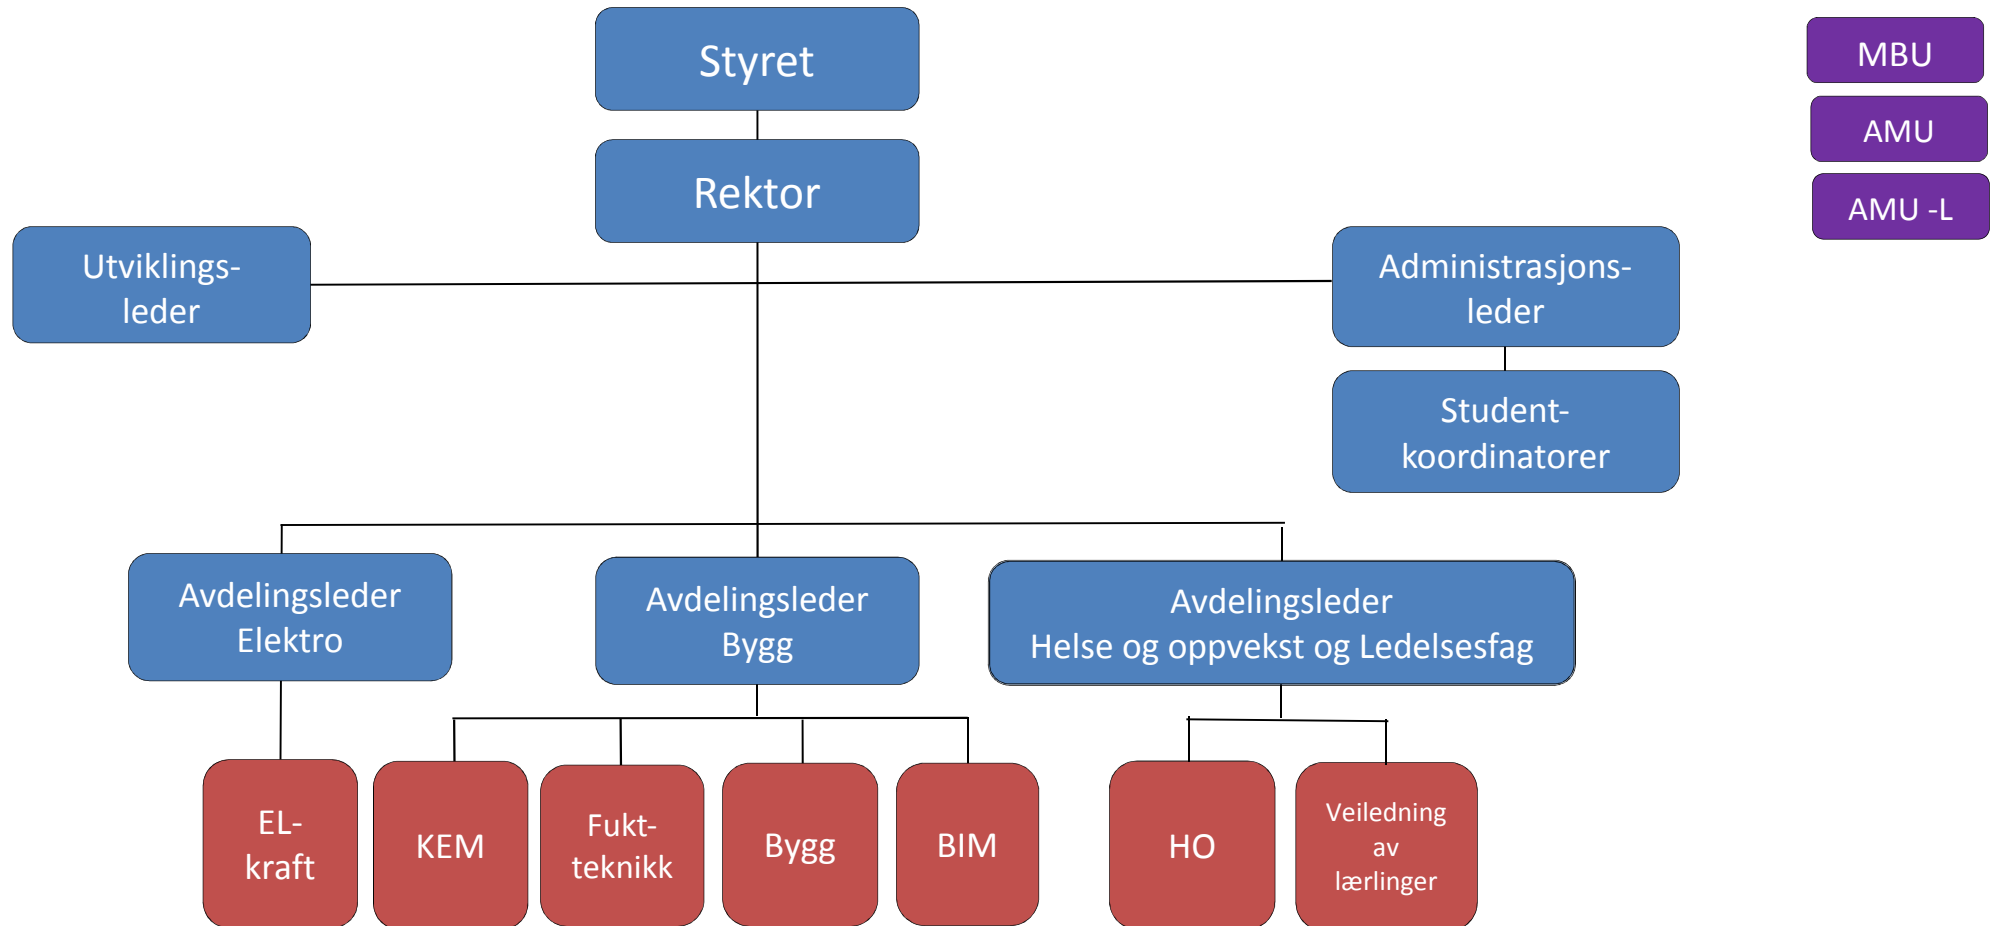 Styret
MBU
AMU
AMU -L
Rektor
Utviklings-
leder
Administrasjons-
leder
Student-
koordinatorer
Avdelingsleder
Elektro
Avdelingsleder
Bygg
Avdelingsleder
Helse og oppvekst og Ledelsesfag
EL-
kraft
KEM
Fukt-
teknikk
Bygg
BIM
HO
Veiledning
av
lærlinger